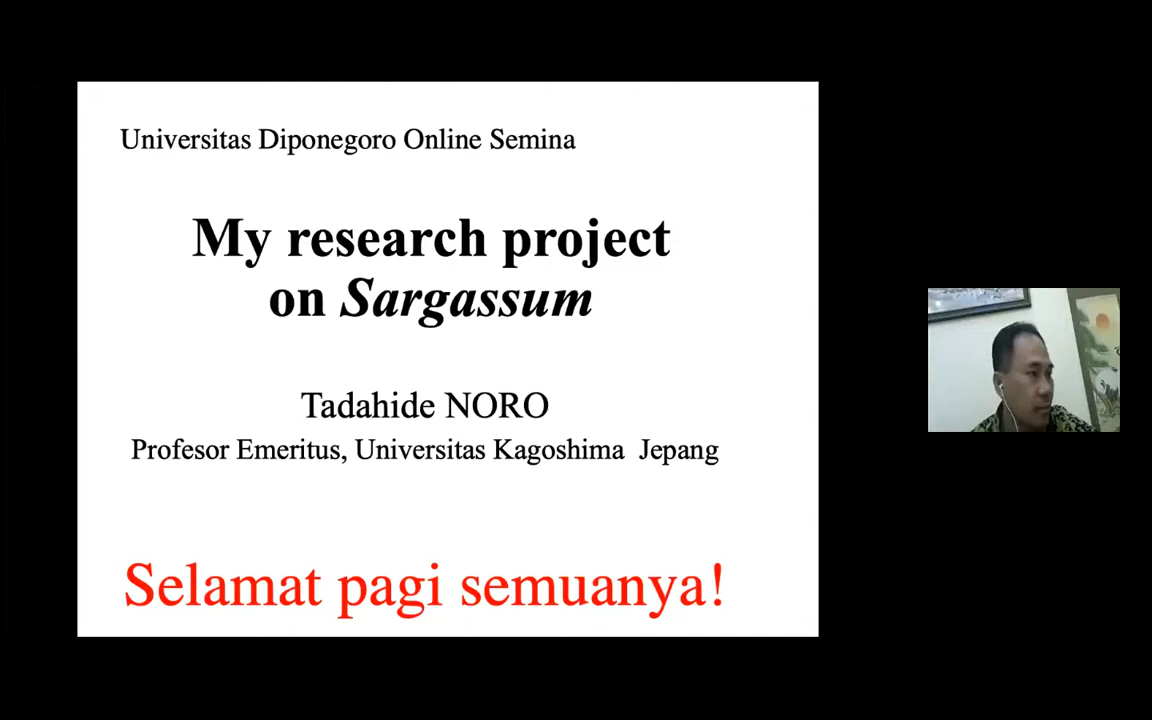 Universitas Diponegoro Online Semina
My research project
on Sargassum
Tadahide NORO
Profesor Emeritus, Universitas Kagoshima Jepang
Selamat pagi semuanya!